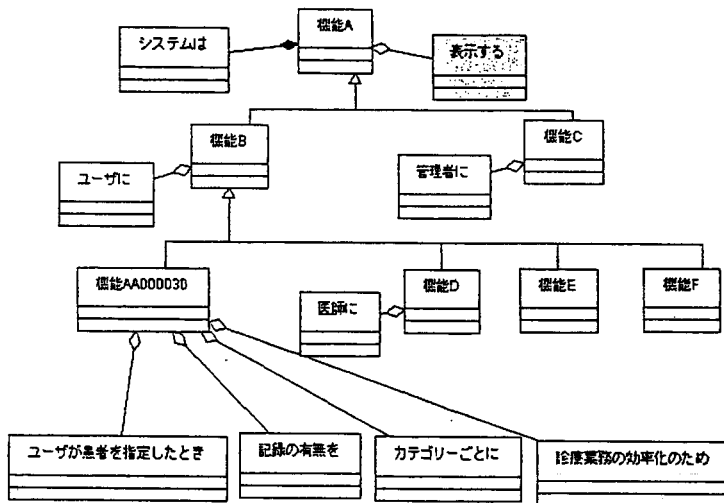 機能A
システムは
表示する
機能B
機能C
ユーザに
管理者に
機能AA000030
医師に
機能D
機能E
機能F
ユーザが患者を指定したとき
記録の有無を
カテゴリーごとに
診療業務の効率化のため